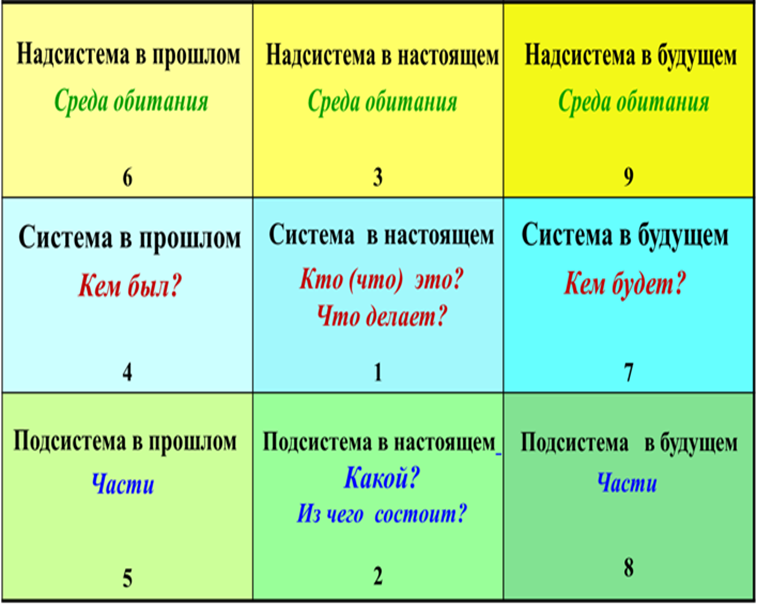 Надсистема в прошлом
Среда обитания
6
Надсистема в настоящем
Среда обитания
3
Надсистема в будущем
Среда обитания
9
Система в прошлом
Кем был?
4
Система в настоящем
Кто (что) это?
Что делает?
1
Система в будущем
Кем будет?
7
Подсистема в прошлом
Части
5
Подсистема в настоящем
Какой?
Из чего состоит?
2
Подсистема в будущем
Части
8